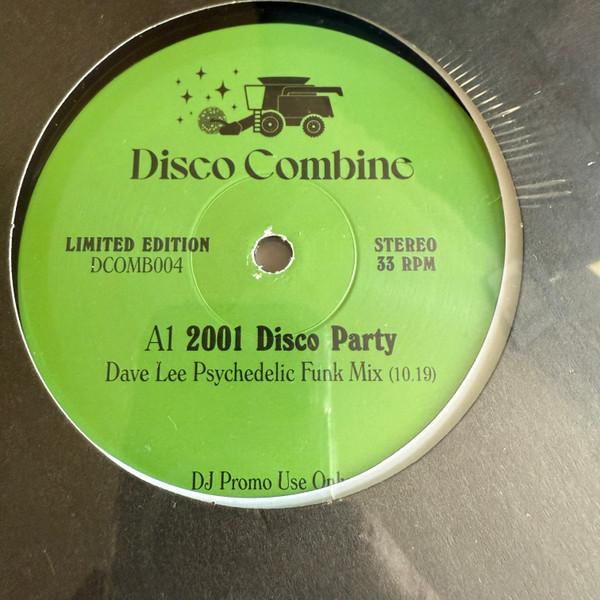 Disco Combine
LIMITED EDITION
DCOMB004
STEREO
33 RPM
A1 2001 Disco Party
Dave Lee Psychedelic Funk Mix (10.19)
DJ Promo Use Only